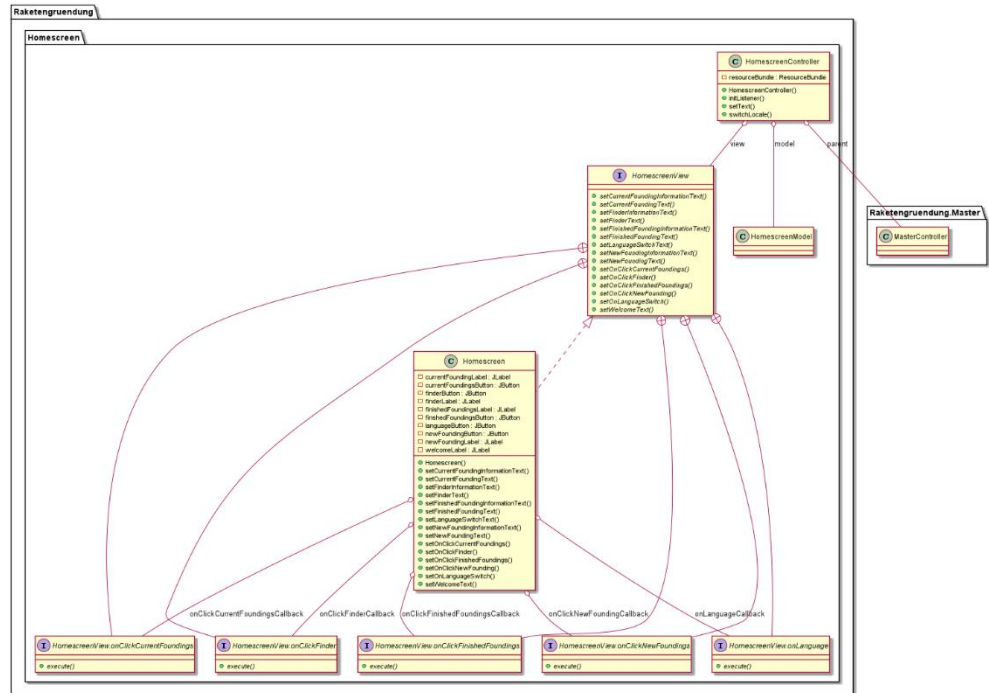 Raketengruendung
Homescreen
C HomescreenController
resourceBundle : ResourceBundle
HomescreenController()
initListener()
setText()
switchLocale()
view
model
parent
I HomescreenView
setCurrentFoundingInformationText()
setCurrentFoundingText()
setFinderInformationText()
setFinderText()
setFinishedFoundingInformationText()
setFinishedFoundingText()
setLanguageSwitchText()
setNewFoundingInformationText()
setNewFoundingText()
setOnClickCurrentFoundings()
setOnClickFinder()
setOnClickFinishedFoundings()
setOnClickNewFounding()
setOnLanguageSwitch()
setWelcomeText()
C HomescreenModel
Raketengruendung.Master
C MasterController
C Homescreen
currentFoundingLabel : JLabel
currentFoundingsButton : JButton
finderButton : JButton
finderLabel : JLabel
finishedFoundingsLabel : JLabel
finshedFoundingsButton : JButton
languageButton : JButton
newFoundingButton : JButton
newFoundingLabel : JLabel
welcomeLabel : JLabel
Homescreen()
setCurrentFoundingInformationText()
setCurrentFoundingText()
setFinderInformationText()
setFinderText()
setFinishedFoundingInformationText()
setFinishedFoundingText()
setLanguageSwitchText()
setNewFoundingInformationText()
setNewFoundingText()
setOnClickCurrentFoundings()
setOnClickFinder()
setOnClickFinishedFoundings()
setOnClickNewFounding()
setOnLanguageSwitch()
setWelcomeText()
onClickCurrentFoundingsCallback
onClickFinderCallback
onClickFinishedFoundingsCallback
onClickNewFoundingCallback
onLanguageCallback
I HomescreenView.onClickCurrentFoundings
execute()
I HomescreenView.onClickFinder
execute()
I HomescreenView.onClickFinishedFoundings
execute()
I HomescreenView.onClickNewFoundings
execute()
I HomescreenView.onLanguage
execute()